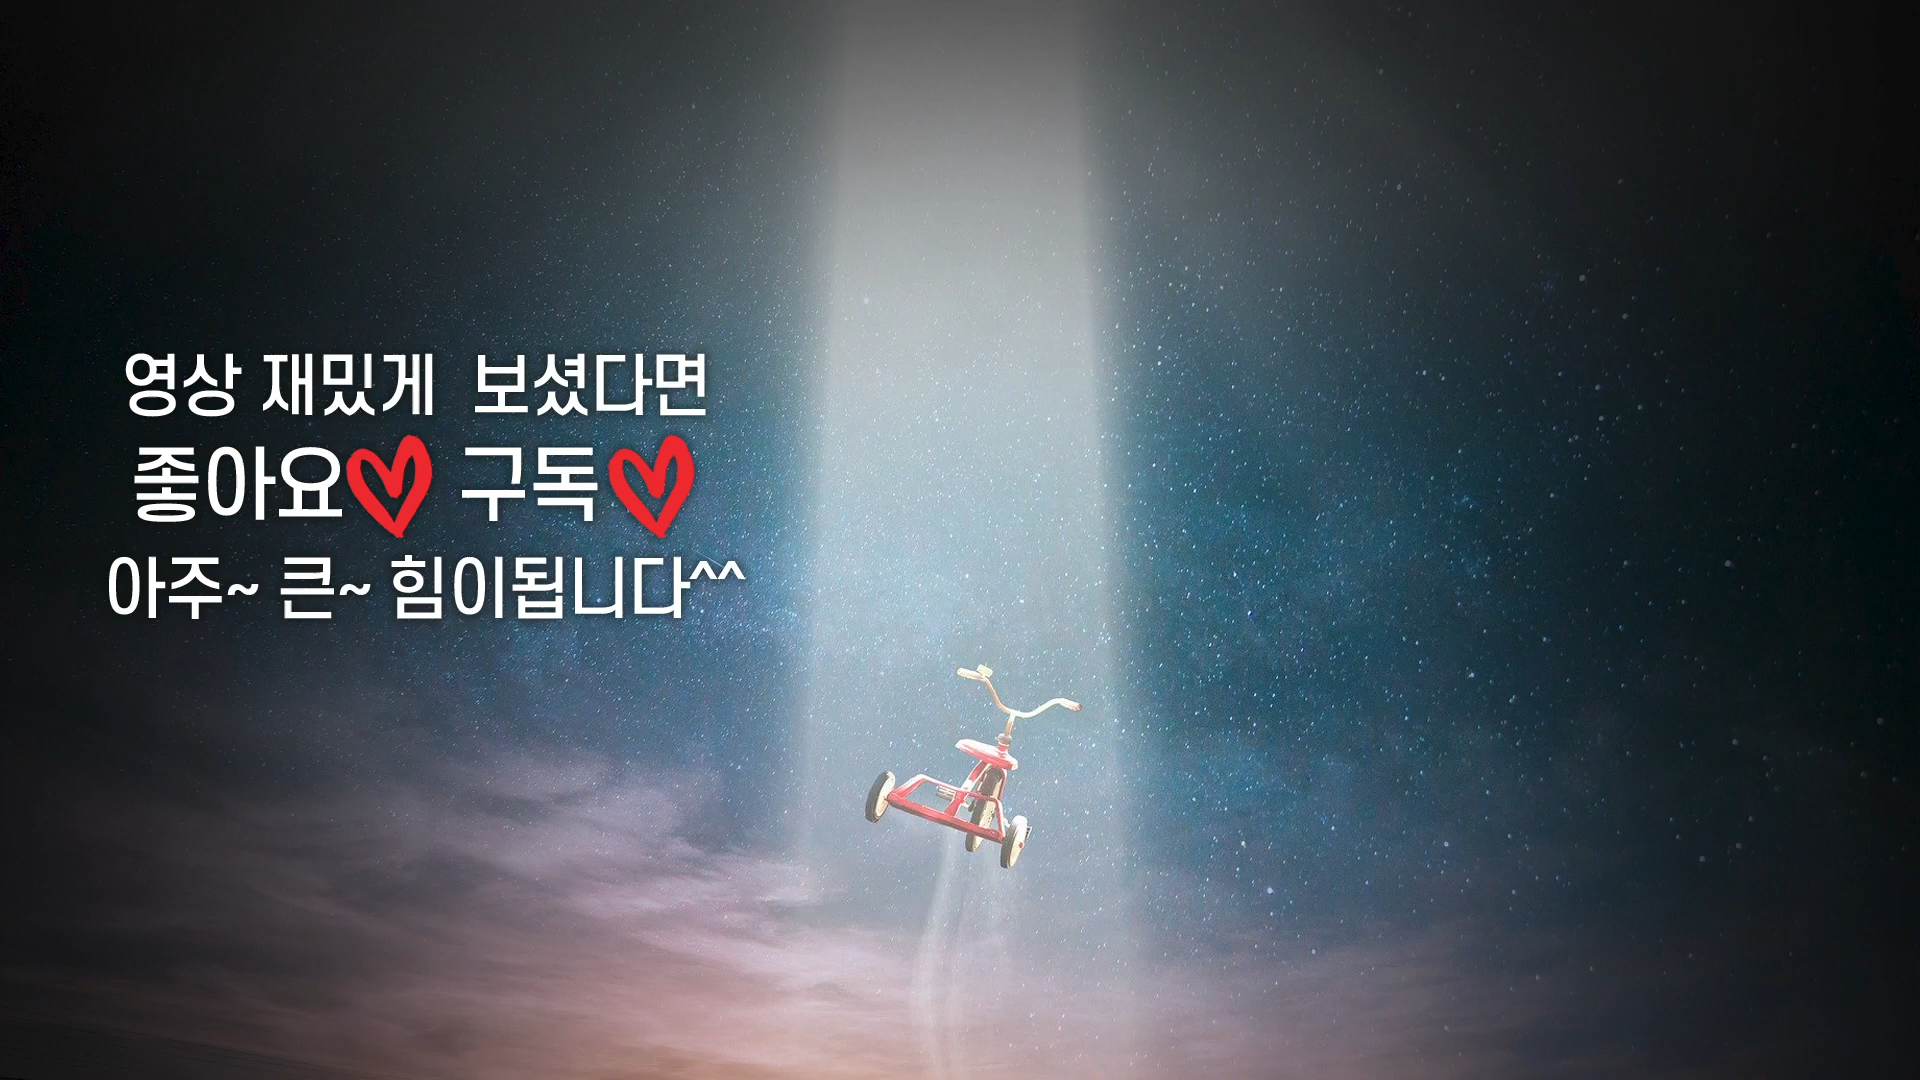 영상 재밌게 보셨다면
좋아요♥ 구독♥
아주~ 큰~ 힘이됩니다^^